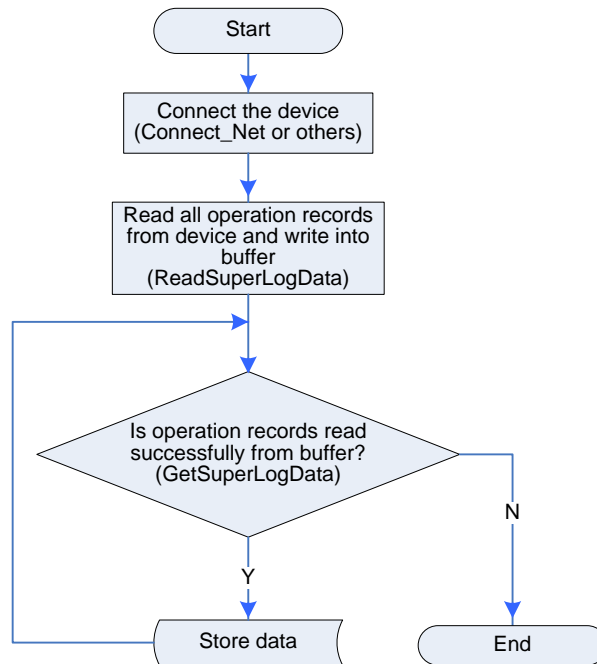 Start
Connect the device
(Connect_Net or others)
Read all operation records
from device and write into
buffer
(ReadSuperLogData)
Is operation records read
successfully from buffer?
(GetSuperLogData)
N
Y
Store data
End